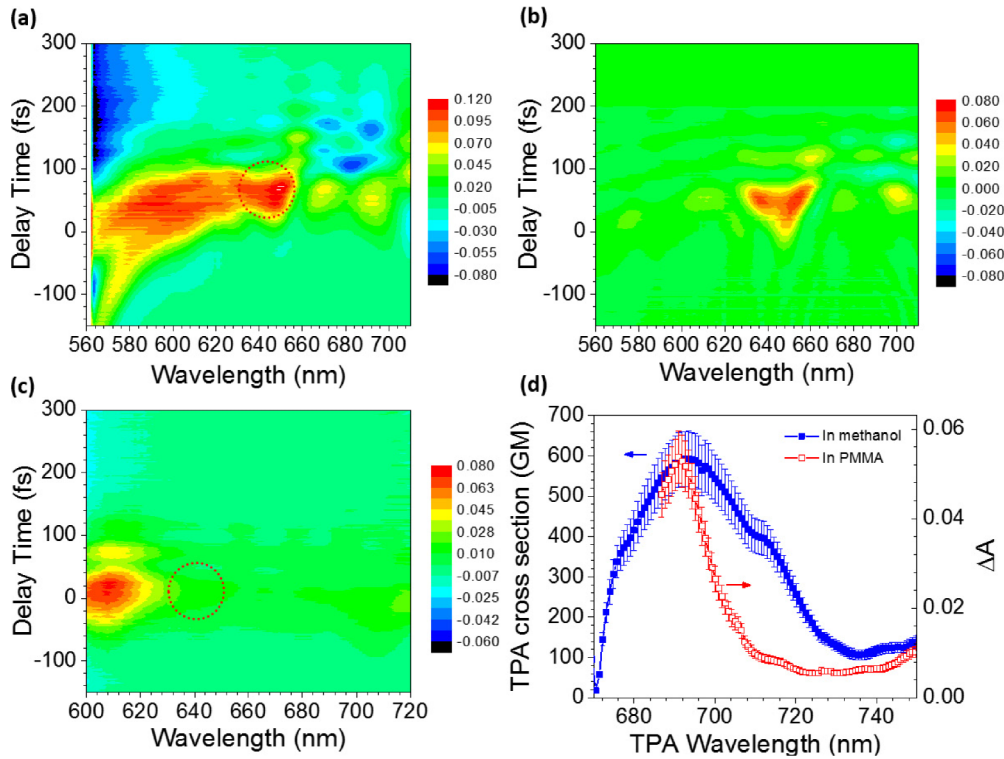 (a)
Delay Time (fs)
300
200
100
0
-100
560 580 600 620 640 660 680 700
Wavelength (nm)
0.120
0.095
0.070
0.045
0.020
-0.005
-0.030
-0.055
-0.080
(b)
Delay Time (fs)
300
200
100
0
-100
560 580 600 620 640 660 680 700
Wavelength (nm)
0.080
0.060
0.040
0.020
0.000
-0.020
-0.040
-0.060
-0.080
(c)
Delay Time (fs)
300
200
100
0
-100
600 620 640 660 680 700 720
Wavelength (nm)
0.080
0.063
0.045
0.028
0.010
-0.007
-0.025
-0.042
-0.060
(d)
TPA cross section (GM)
700
600
500
400
300
200
100
0
680 700 720 740
TPA Wavelength (nm)
In methanol
In PMMA
0.06
0.04
0.02
0.00
ΔA